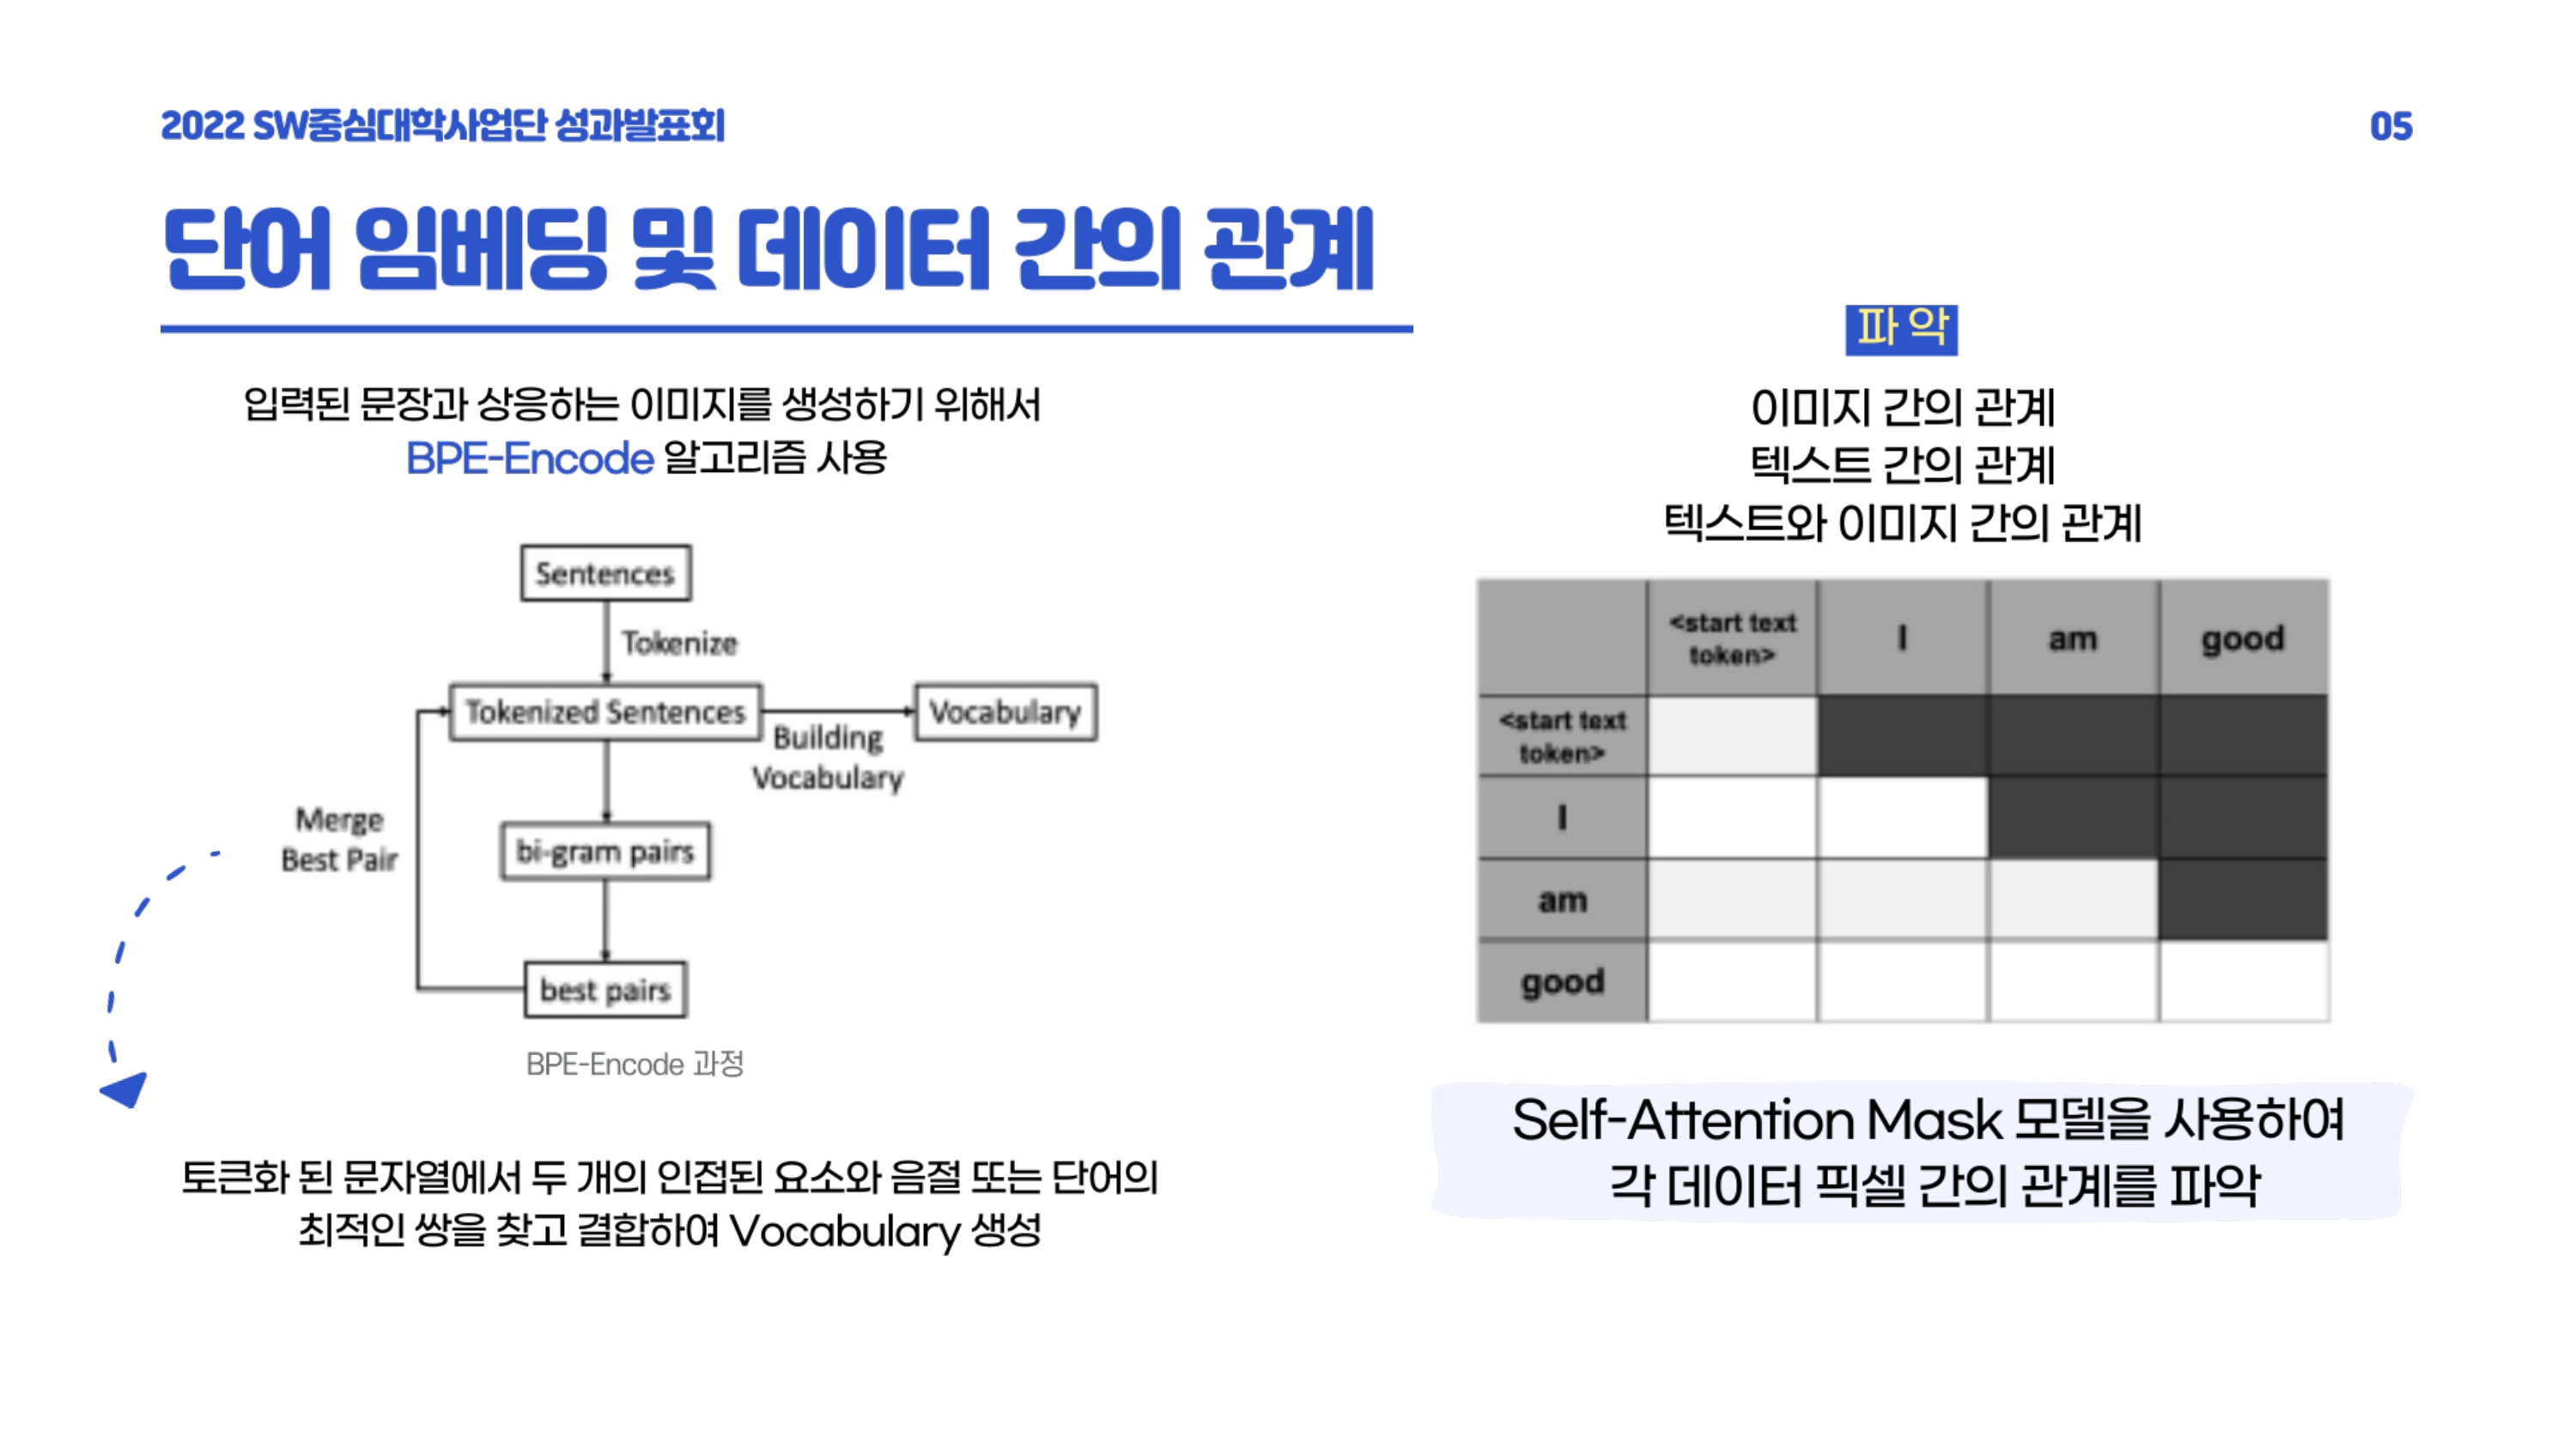 2022 SW중심대학사업단 성과발표회
05
단어 임베딩 및 데이터 간의 관계
입력된 문장과 상응하는 이미지를 생성하기 위해서
BPE-Encode 알고리즘 사용
Sentences
Tokenize
Tokenized Sentences
Vocabulary
Building
Vocabulary
Merge
Best Pair
bi-gram pairs
best pairs
BPE-Encode 과정
토큰화 된 문자열에서 두 개의 인접된 요소와 음절 또는 단어의
최적인 쌍을 찾고 결합하여 Vocabulary 생성
파악
이미지 간의 관계
텍스트 간의 관계
텍스트와 이미지 간의 관계
<start text
token>
I
am
good
<start text
token>
I
am
good
Self-Attention Mask 모델을 사용하여
각 데이터 픽셀 간의 관계를 파악